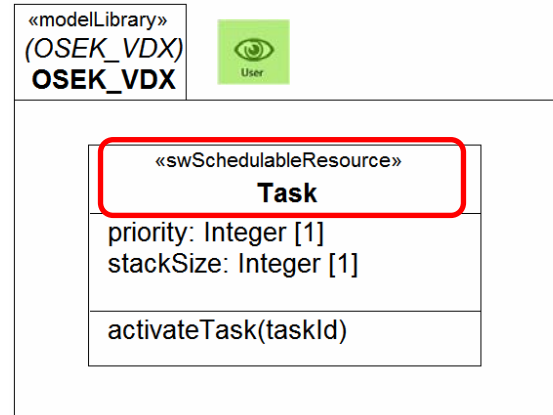 «modelLibrary»
(OSEK_VDX)
OSEK_VDX
User
«swSchedulableResource»
Task
priority: Integer [1]
stackSize: Integer [1]
activateTask(taskId)